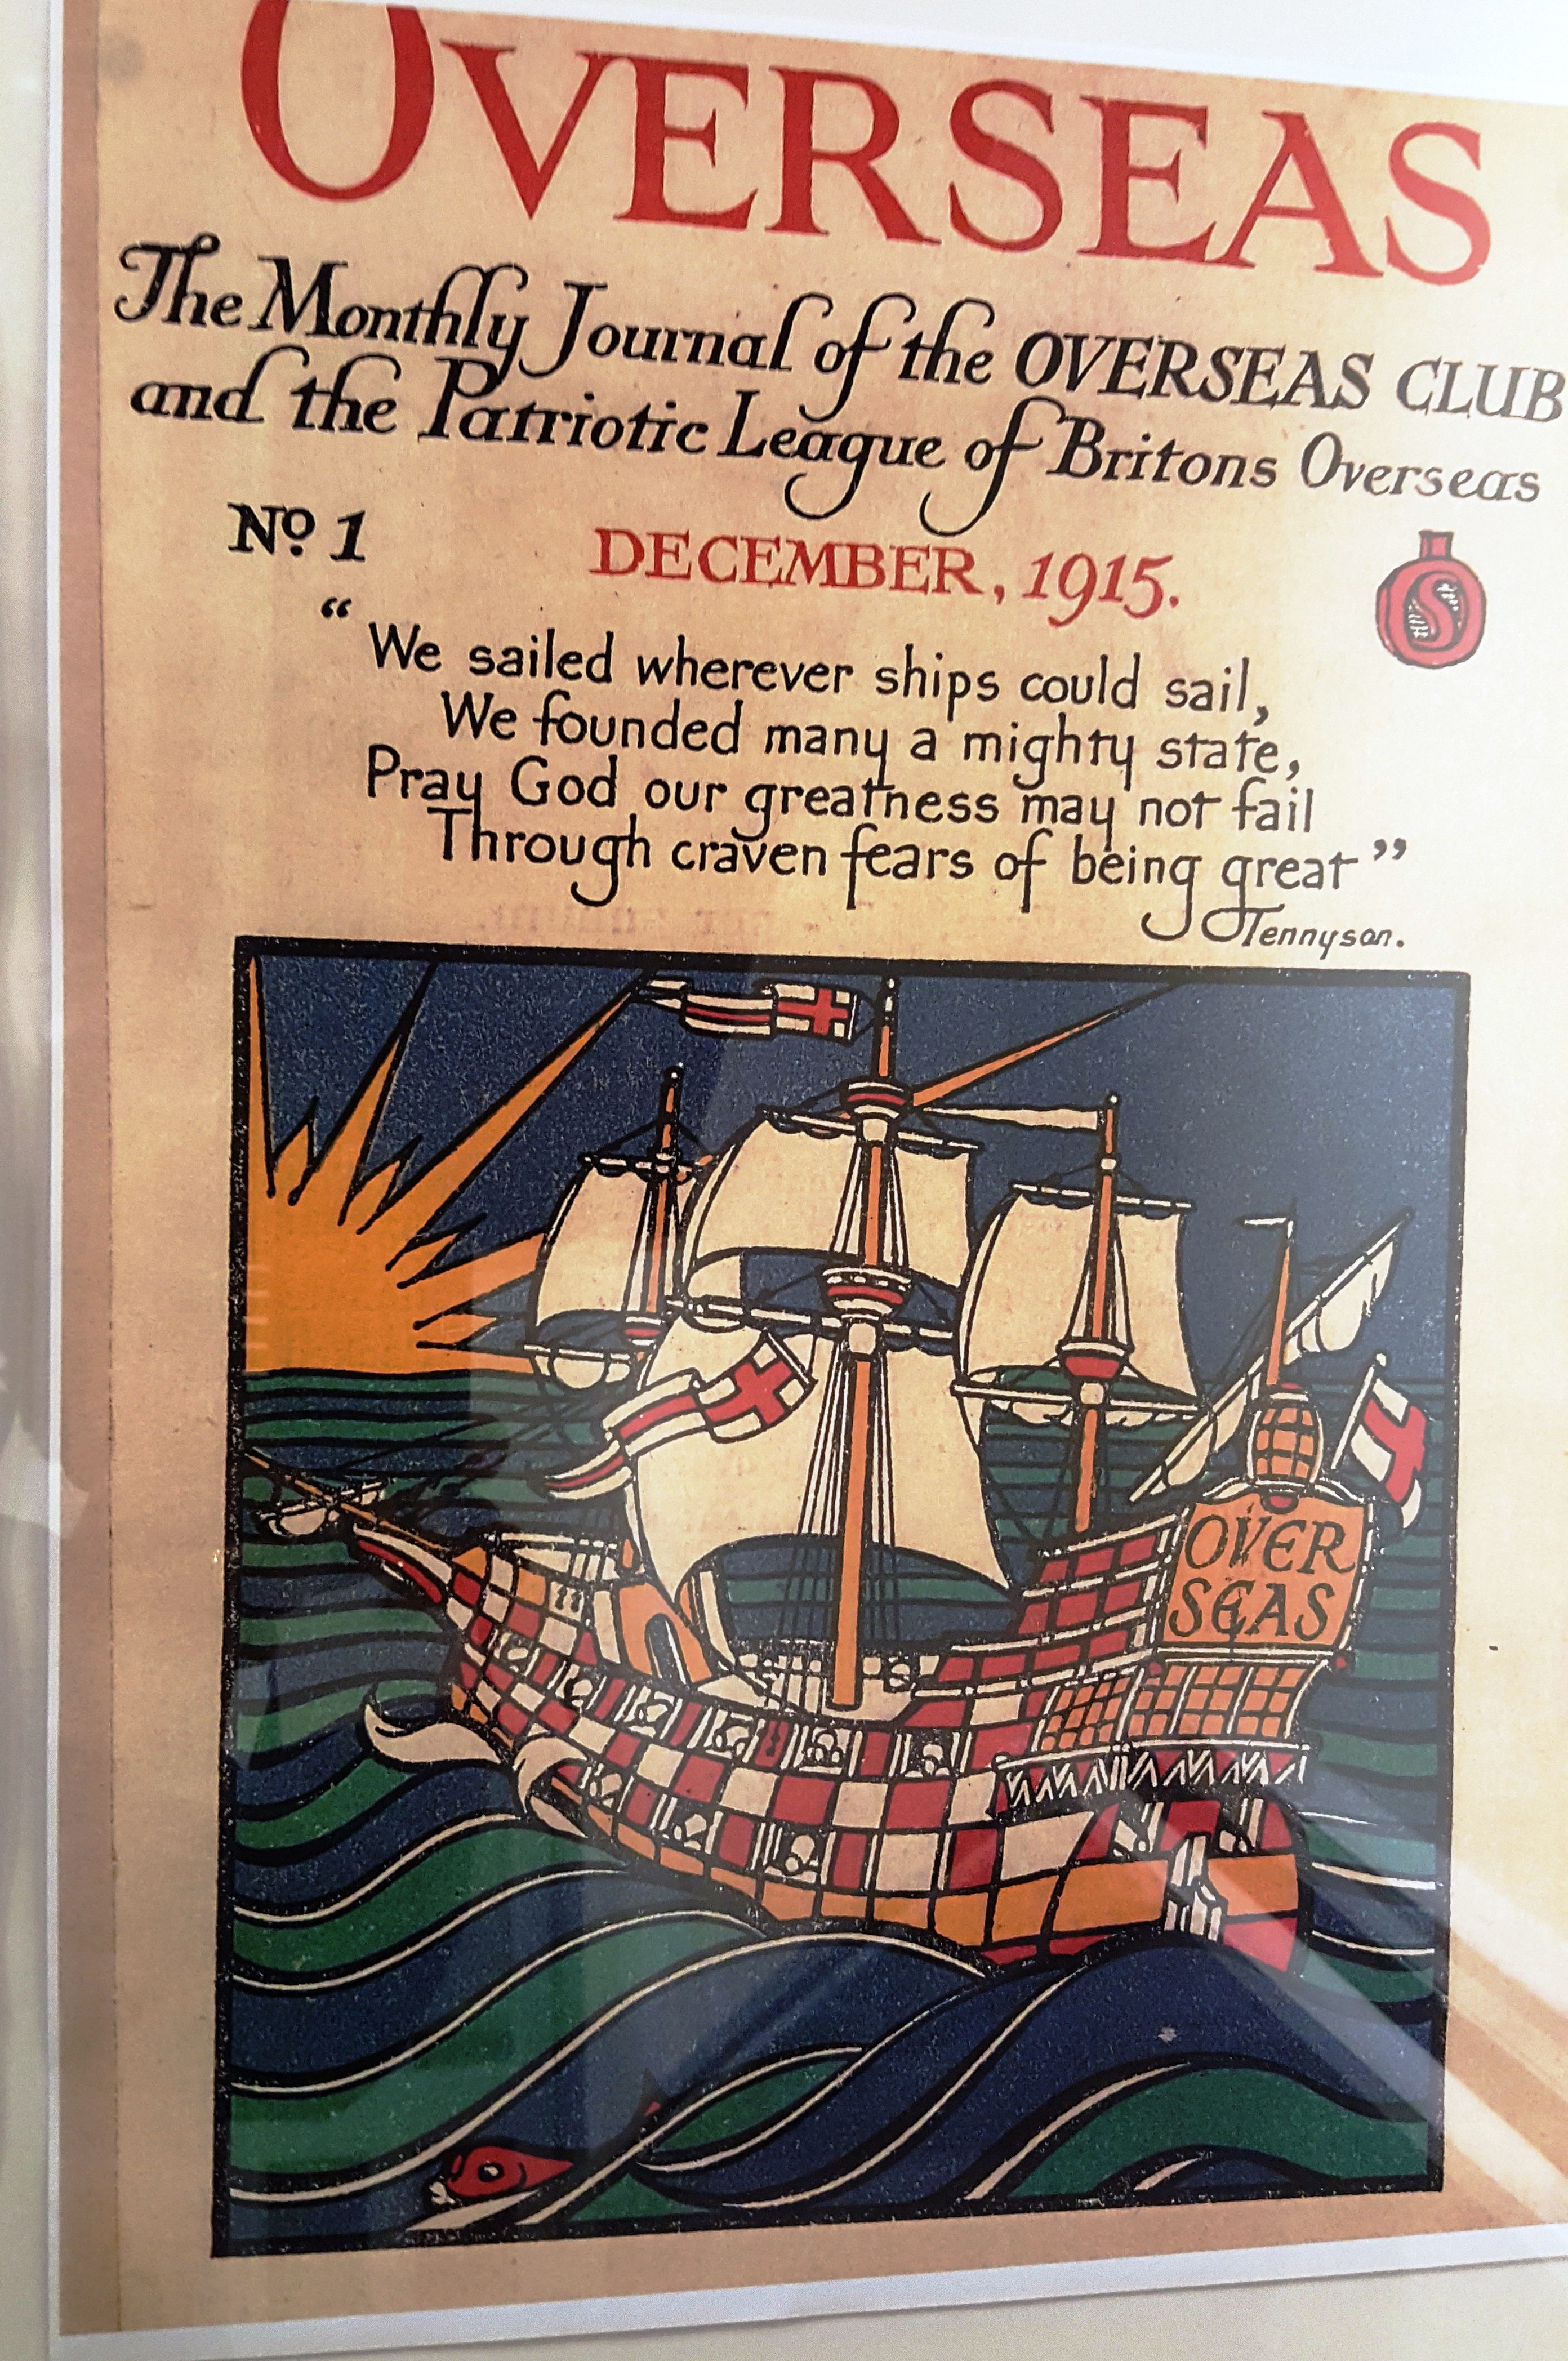 OVERSEAS
The Monthly Journal of the OVERSEAS CLUB
and the Patriotic League of Britons Overseas
No. 1
DECEMBER, 1915.
S
“We sailed wherever ships could sail,
We founded many a mighty state,
Pray God our greatness may not fail
Through craven fears of being great”
Tennyson.
OVER
SEAS